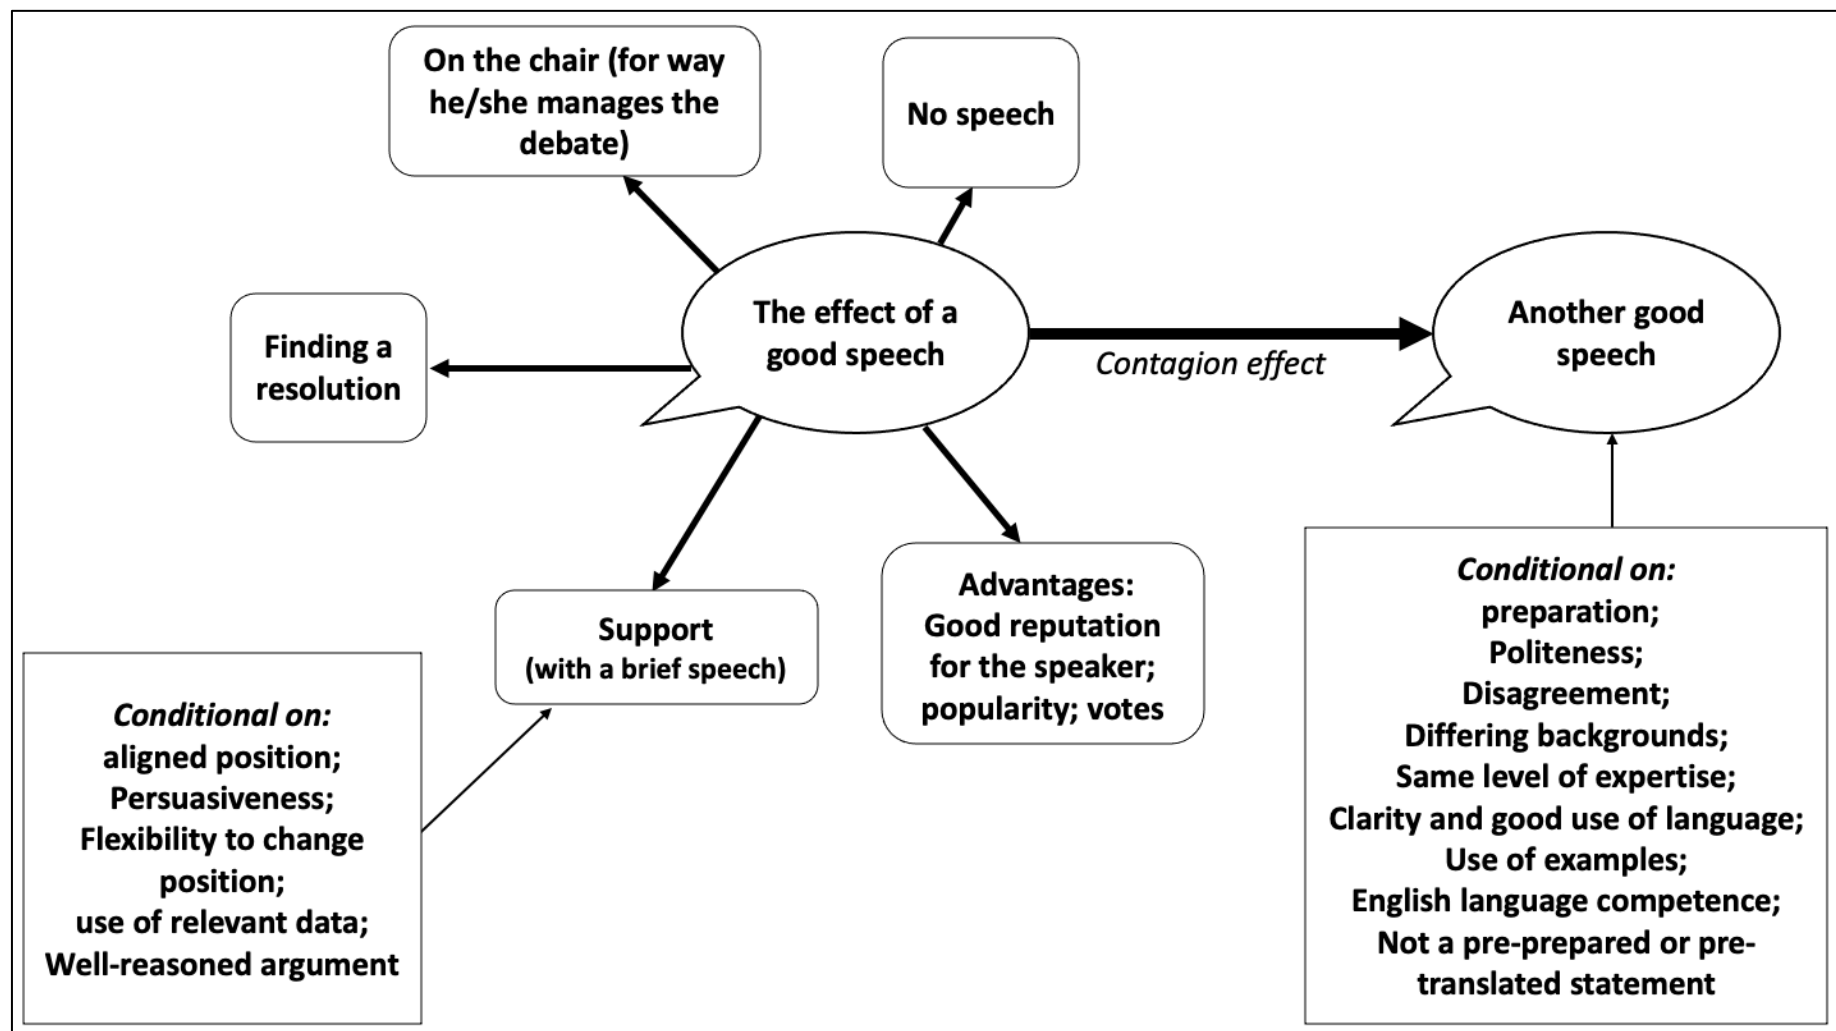 On the chair (for way
he/she manages the
debate)
No speech
The effect of a
good speech
Contagion effect
Another good
speech
Finding a
resolution
Support
(with a brief speech)
Advantages:
Good reputation
for the speaker;
popularity; votes
Conditional on:
aligned position;
Persuasiveness;
Flexibility to change
position;
use of relevant data;
Well-reasoned argument
Conditional on:
preparation;
Politeness;
Disagreement;
Differing backgrounds;
Same level of expertise;
Clarity and good use of language;
Use of examples;
English language competence;
Not a pre-prepared or pre-
translated statement